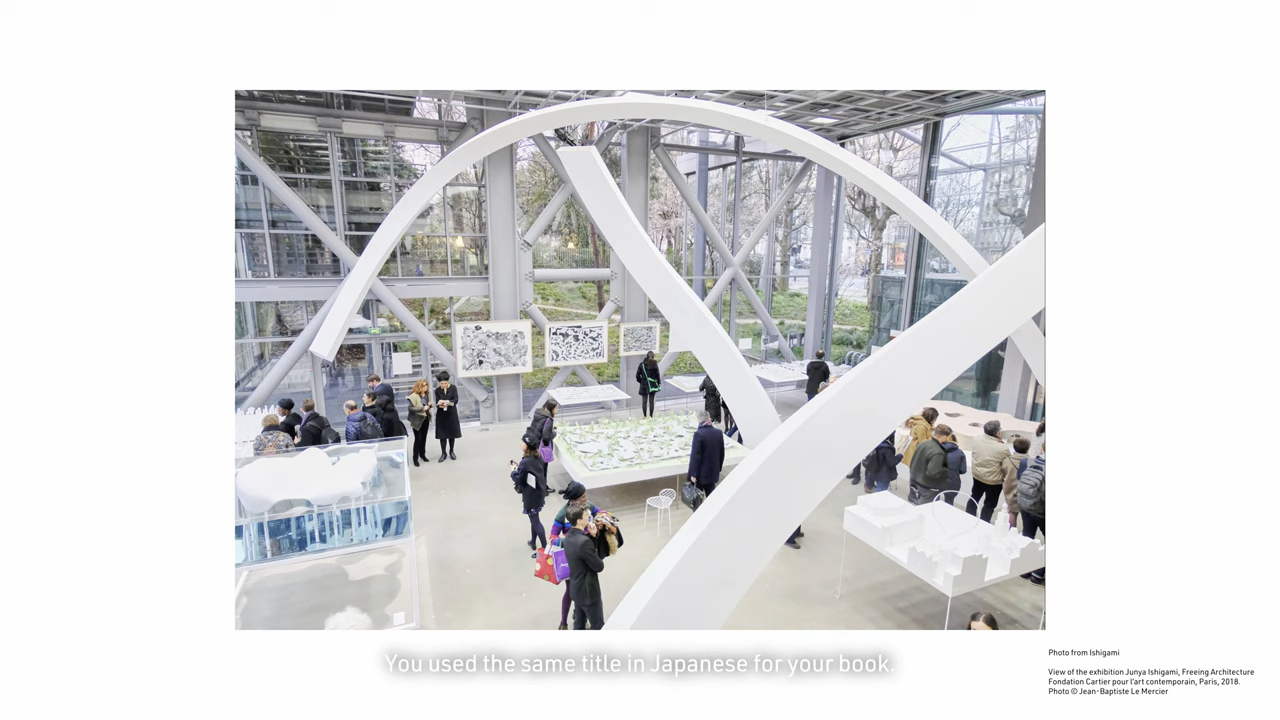 You used the same title in Japanese for your book.
Photo from Ishigami
View of the exhibition Junya Ishigami, Freeing Architecture
Fondation Cartier pour l'art contemporain, Paris, 2018.
Photo © Jean-Baptiste Le Mercier